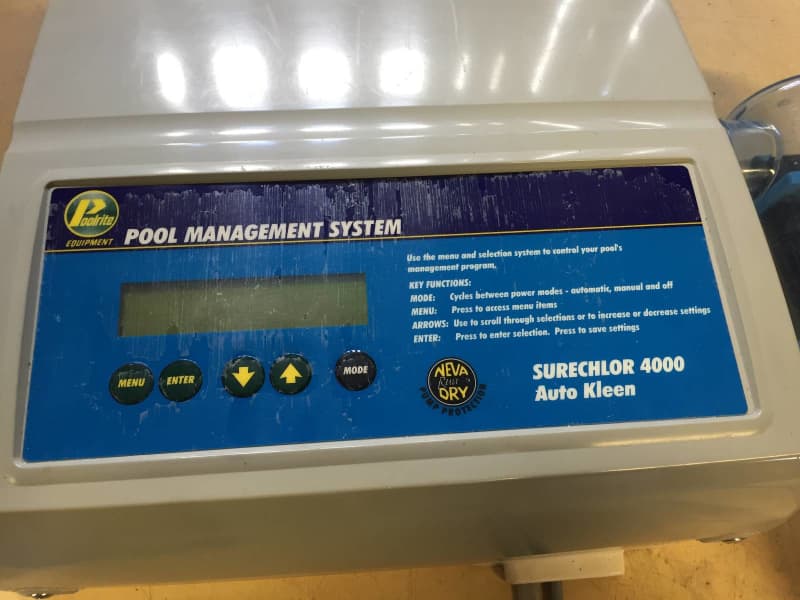 Poolrite
EQUIPMENT
POOL MANAGEMENT SYSTEM
Use the menu and selection system to control your pool's
management program.
KEY FUNCTIONS:
MODE: Cycles between power modes - automatic, manual and off
MENU: Press to access menu items
ARROWS: Use to scroll through selections or to increase or decrease settings
ENTER: Press to enter selection. Press to save settings
MENU
ENTER
MODE
NEVA
Run
DRY
PUMP PROTECTION
SURECHLOR 4000
Auto Kleen